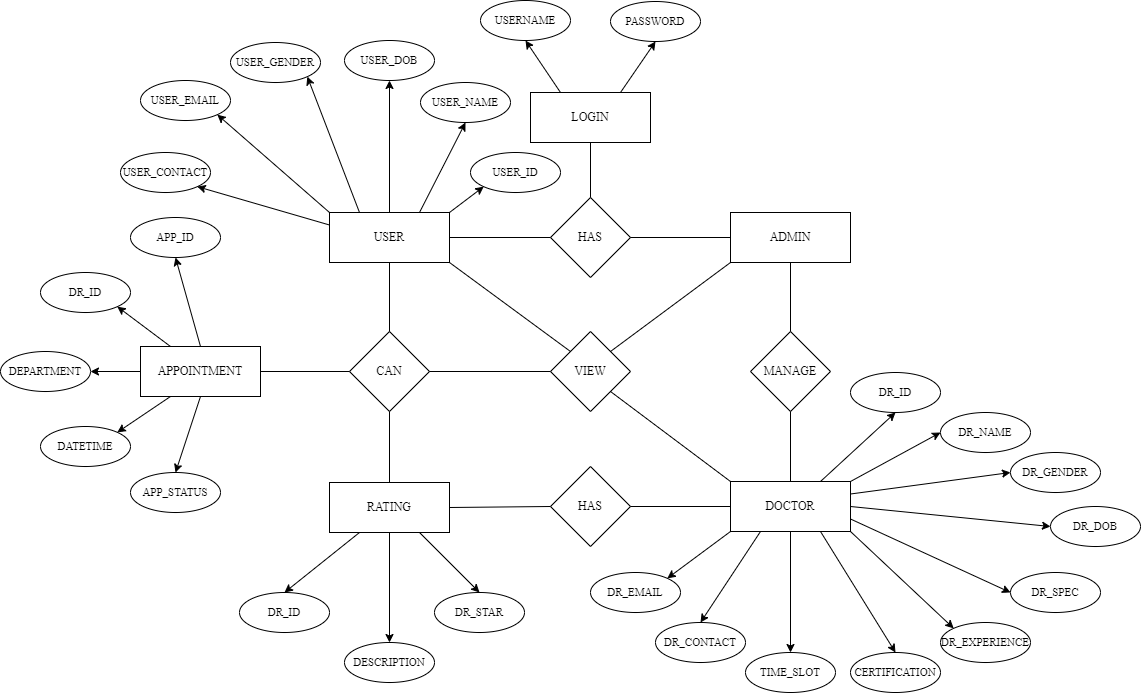 USERNAME
PASSWORD
USER_DOB
USER_GENDER
USER_EMAIL
USER_NAME
LOGIN
USER_CONTACT
USER_ID
APP_ID
USER
HAS
ADMIN
DR_ID
DEPARTMENT
APPOINTMENT
CAN
VIEW
MANAGE
DR_ID
DR_NAME
DATETIME
DR_GENDER
APP_STATUS
RATING
HAS
DOCTOR
DR_DOB
DR_EMAIL
DR_SPEC
DR_ID
DR_STAR
DR_CONTACT
DR_EXPERIENCE
DESCRIPTION
TIME_SLOT
CERTIFICATION